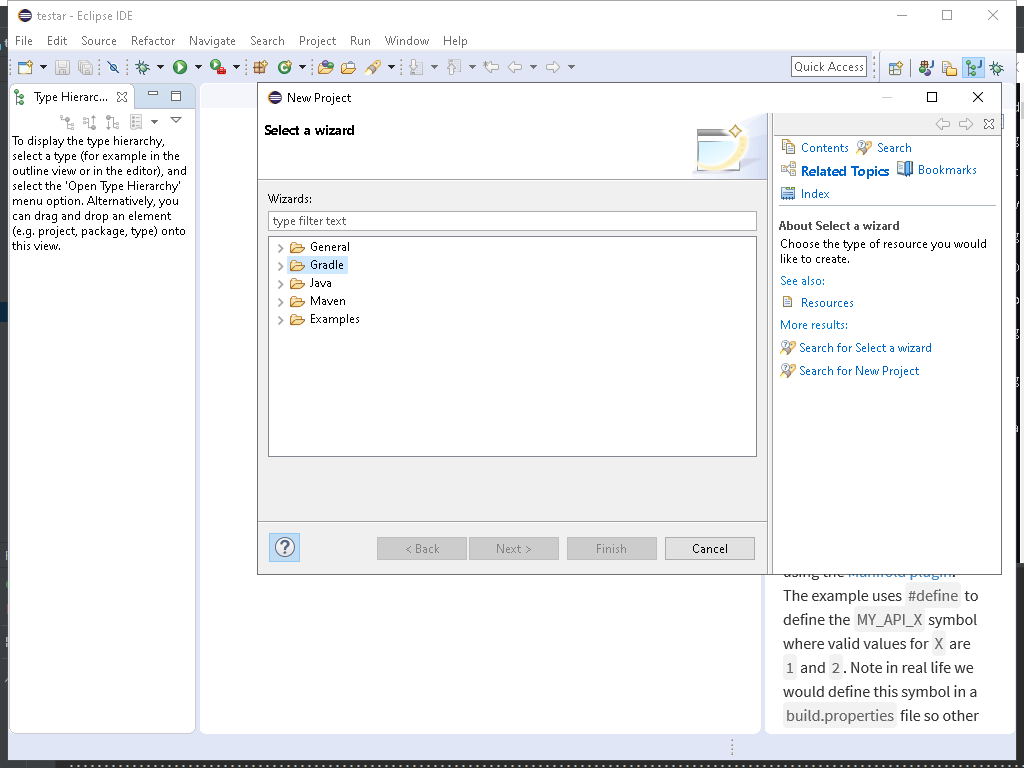 testar - Eclipse IDE
File Edit Source Refactor Navigate Search Project Run Window Help
Quick Access
Type Hierarc...
To display the type hierarchy,
select a type (for example in the
outline view or in the editor), and
select the 'Open Type Hierarchy'
menu option. Alternatively, you
can drag and drop an element
(e.g. project, package, type) onto
this view.
New Project
Select a wizard
Wizards:
type filter text
General
Gradle
Java
Maven
Examples
< Back
Next >
Finish
Cancel
Contents Search
Related Topics Bookmarks
Index
About Select a wizard
Choose the type of resource you would
like to create.
See also:
Resources
More results:
Search for Select a wizard
Search for New Project
using the Manifold plugin.
The example uses #define to
define the MY_API_X symbol
where valid values for X are
1 and 2. Note in real life we
would define this symbol in a
build.properties file so other